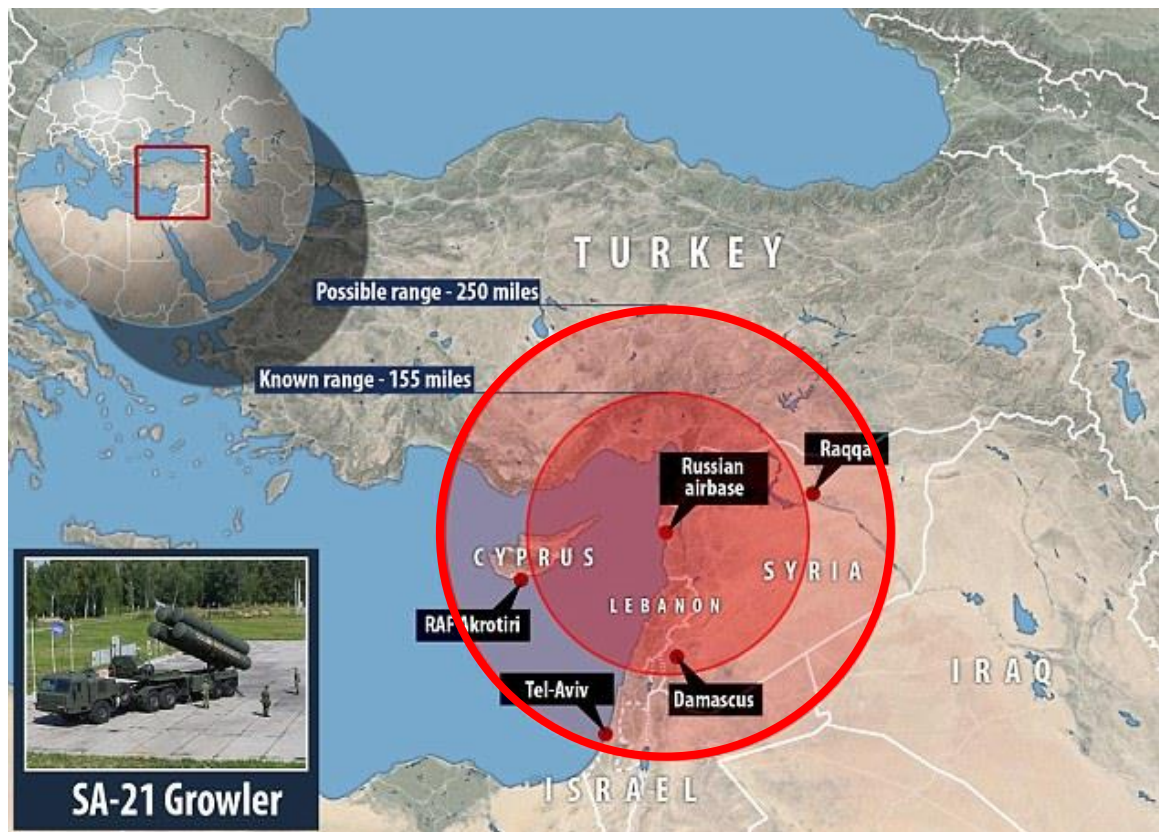 TURKEY
Possible range - 250 miles
Known range - 155 miles
Raqqa
Russian
airbase
CYPRUS
SYRIA
LEBANON
RAF Akrotiri
IRAQ
Tel-Aviv
Damascus
ISRAEL
SA-21 Growler